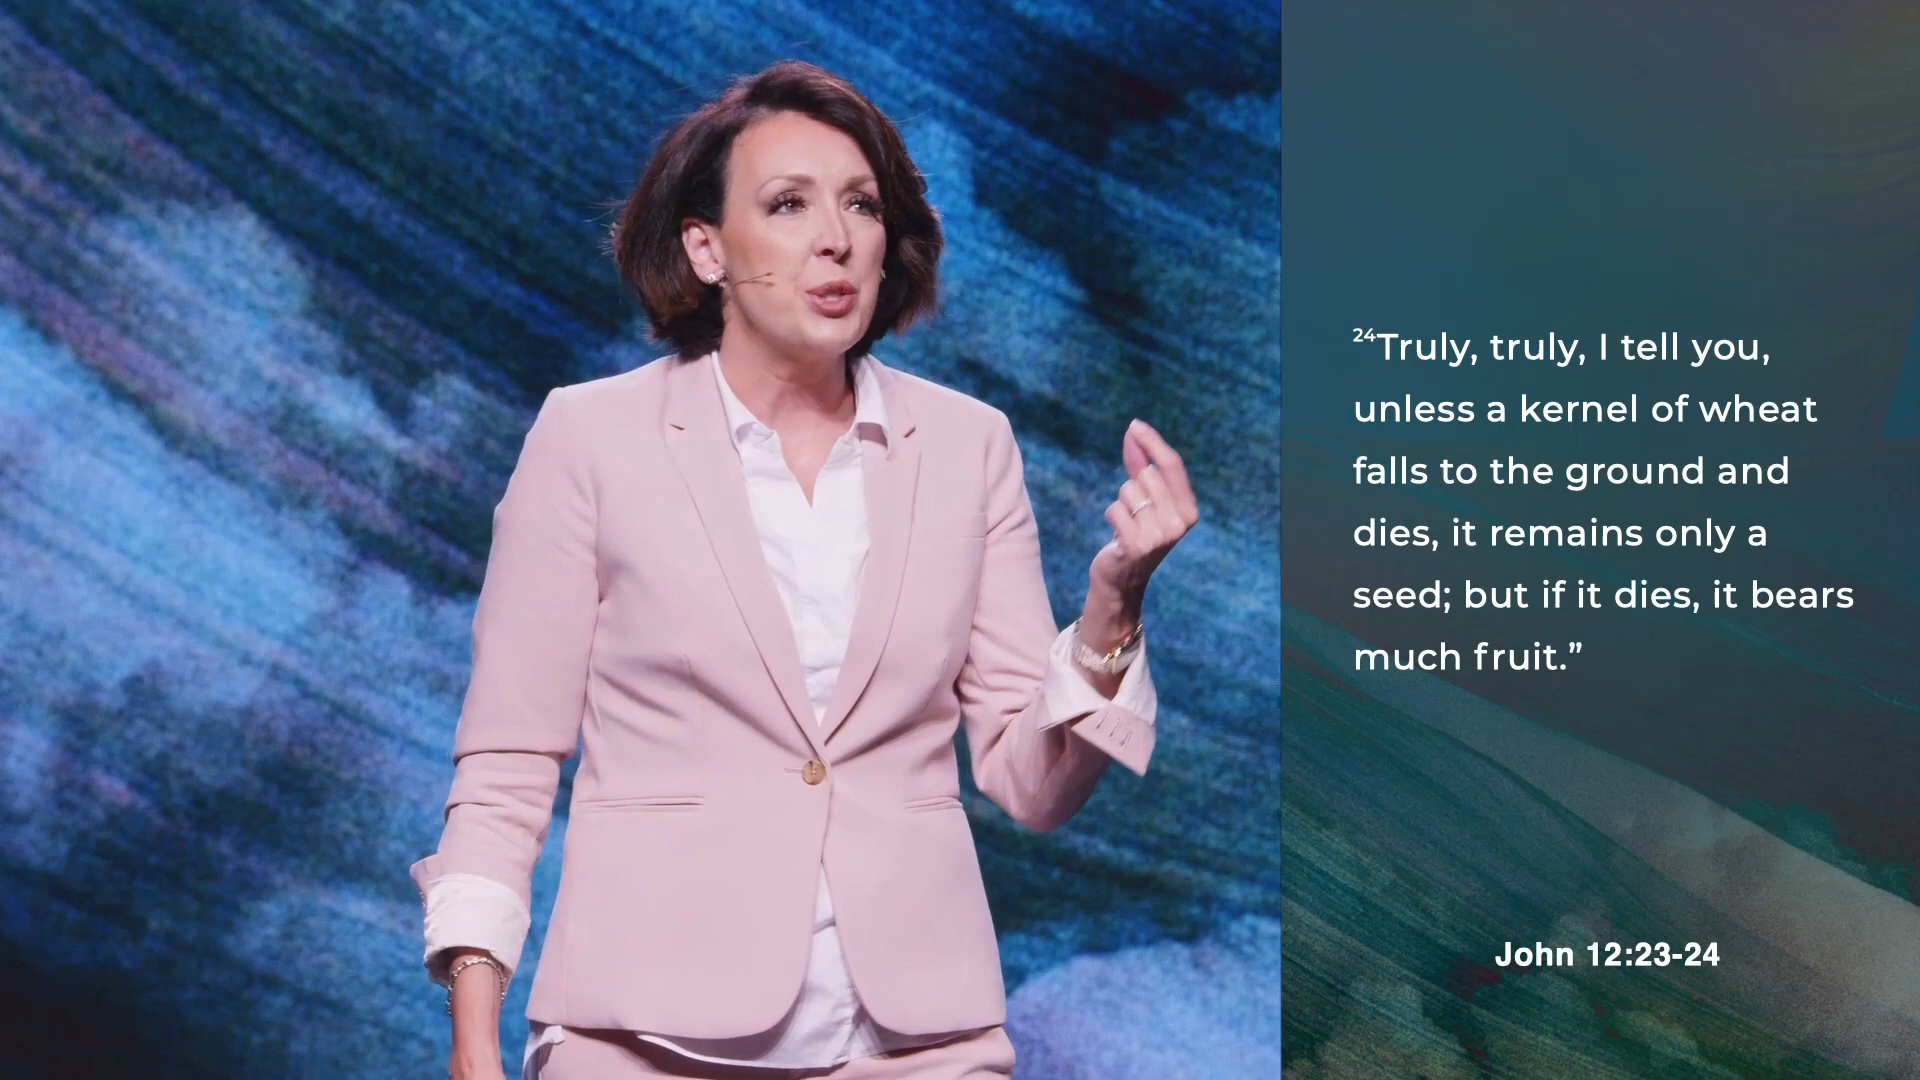 ²⁴Truly, truly, I tell you,
unless a kernel of wheat
falls to the ground and
dies, it remains only a
seed; but if it dies, it bears
much fruit.”
John 12:23-24